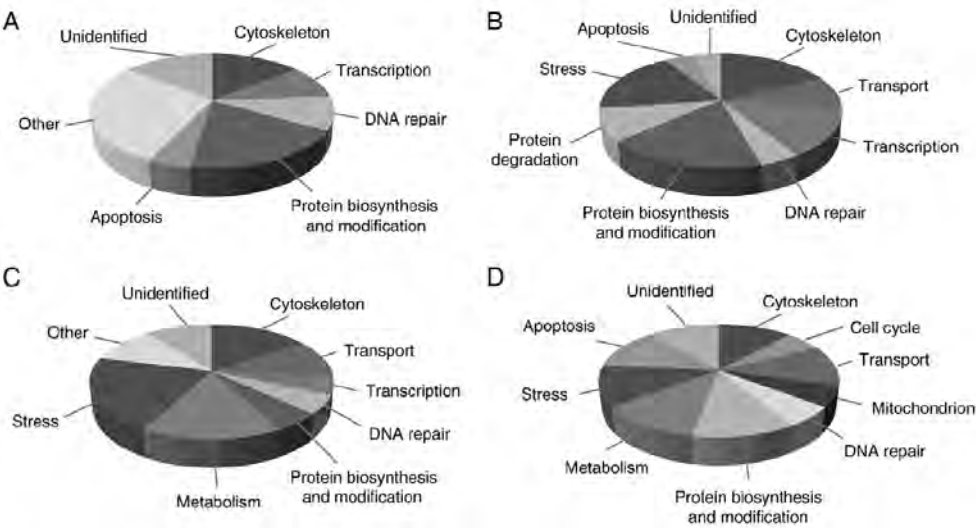 A
Unidentified
Cytoskeleton
Transcription
DNA repair
Protein biosynthesis
and modification
Apoptosis
Other
B
Unidentified
Apoptosis
Cytoskeleton
Stress
Transport
Protein
degradation
Transcription
DNA repair
Protein biosynthesis
and modification
C
Unidentified
Cytoskeleton
Other
Transport
Transcription
Stress
DNA repair
Protein biosynthesis
and modification
Metabolism
D
Unidentified
Cytoskeleton
Cell cycle
Apoptosis
Transport
Stress
Mitochondrion
DNA repair
Metabolism
Protein biosynthesis
and modification